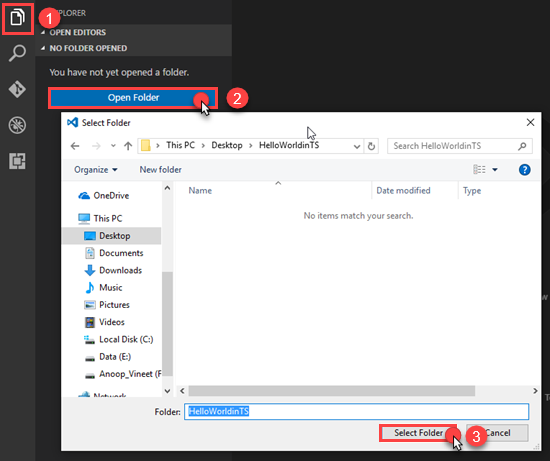 1
EXPLORER
OPEN EDITORS
NO FOLDER OPENED
You have not yet opened a folder.
Open Folder
2
Select Folder
This PC > Desktop > HelloWorldinTS
Search HelloWorldinTS
Organize
New folder
Name
Date modified
Type
No items match your search.
OneDrive
This PC
Desktop
Documents
Downloads
Music
Pictures
Videos
Local Disk (C:)
Data (E:)
Anoop_Vineet (F
Network
Folder: HelloWorldinTS
Select Folder
3
Cancel